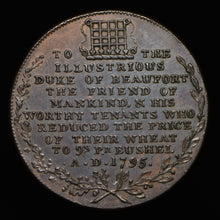 TO THE
ILLUSTRIOUS
DUKE OF BEAUFORT
THE FRIEND OF
MANKIND, & HIS
WORTHY TENANTS WHO
REDUCED THE PRICE
OF THEIR WHEAT
TO 9s. PR. BUSHEL
A.D. 1795.